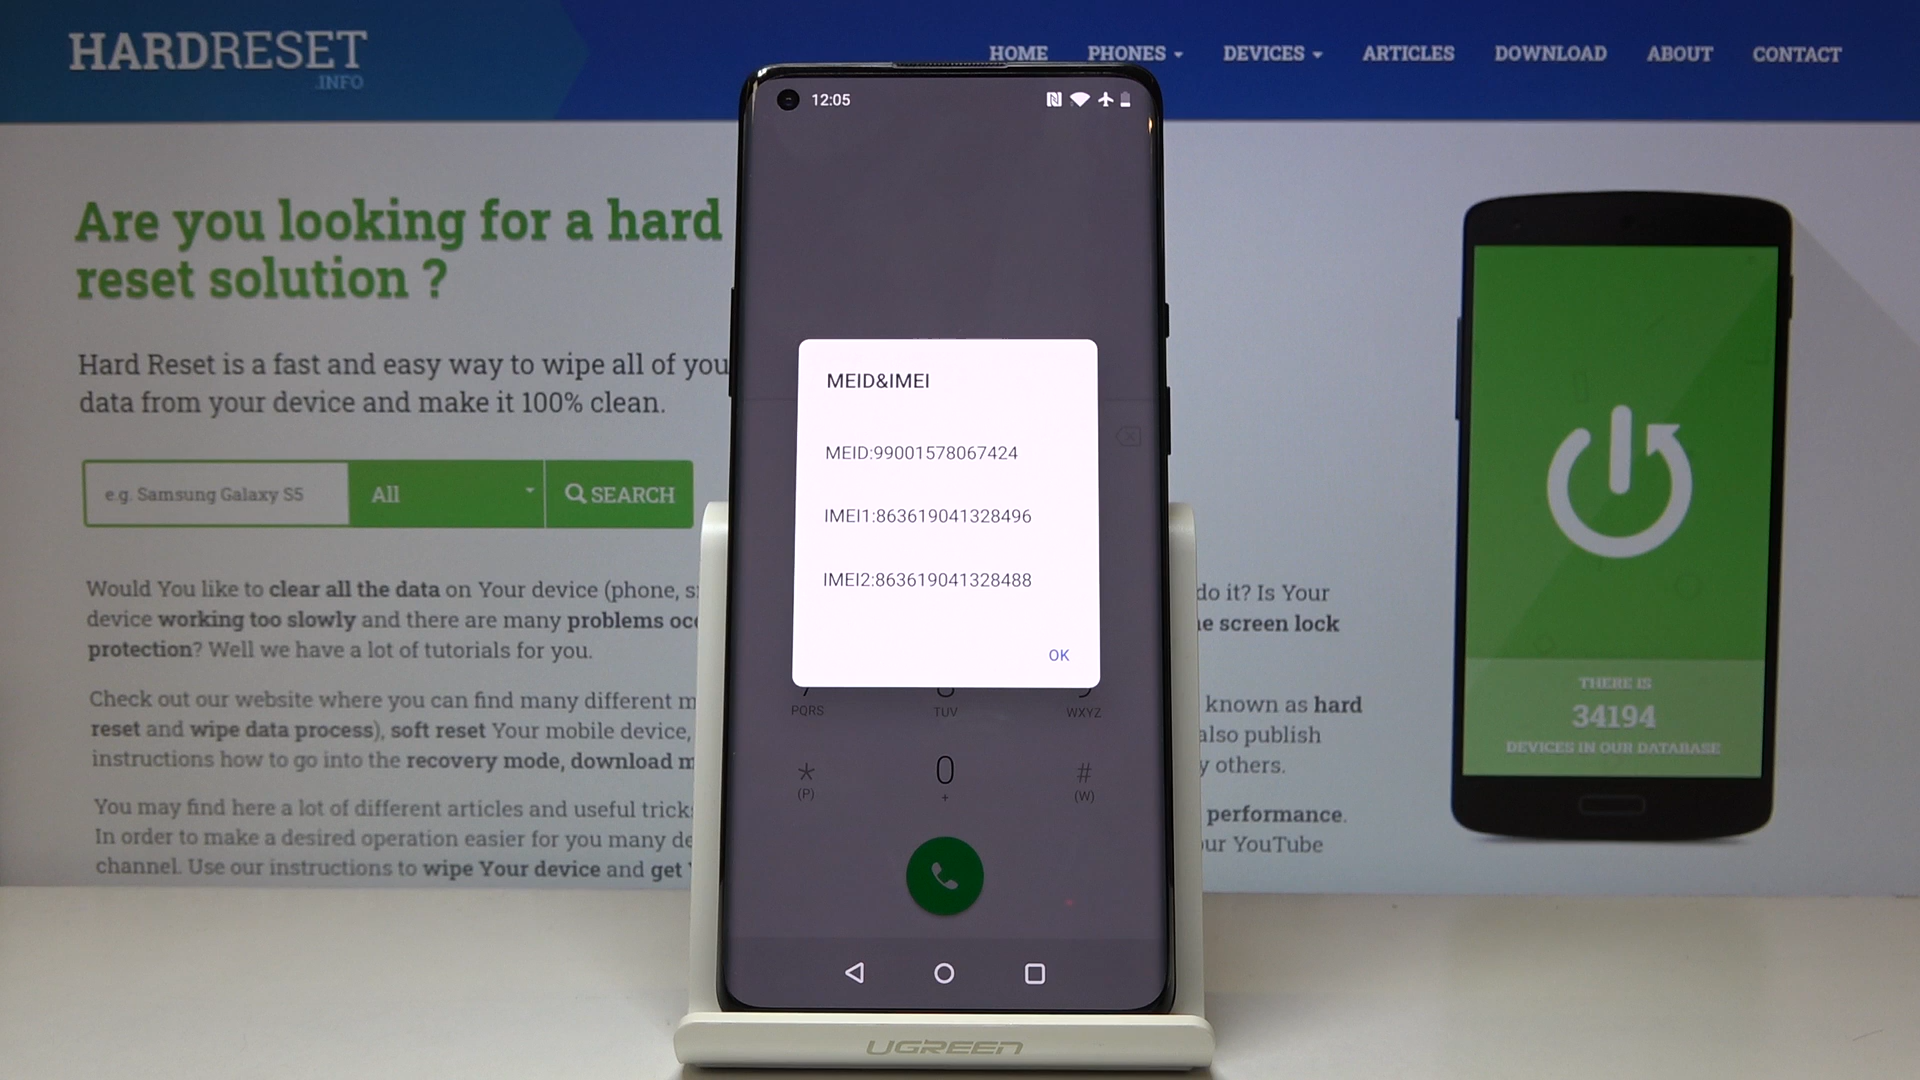 HARDRESET
.INFO
HOME PHONES DEVICES ARTICLES DOWNLOAD ABOUT CONTACT
Are you looking for a hard
reset solution ?
Hard Reset is a fast and easy way to wipe all of you
data from your device and make it 100% clean.
e.g. Samsung Galaxy S5 All SEARCH
Would You like to clear all the data on Your device (phone, s
device working too slowly and there are many problems occ
protection? Well we have a lot of tutorials for you.
Check out our website where you can find many different m
reset and wipe data process), soft reset Your mobile device,
instructions how to go into the recovery mode, download m
You may find here a lot of different articles and useful tricks
In order to make a desired operation easier for you many de
channel. Use our instructions to wipe Your device and get
12:05
MEID&IMEI
MEID:99001578067424
IMEI1:863619041328496
IMEI2:863619041328488
OK
PQRS TUV WXYZ
* 0 #
(P) + (W)
UGREEN
do it? Is Your
e screen lock
known as hard
also publish
y others.
performance.
ur YouTube
THERE IS
34194
DEVICES IN OUR DATABASE